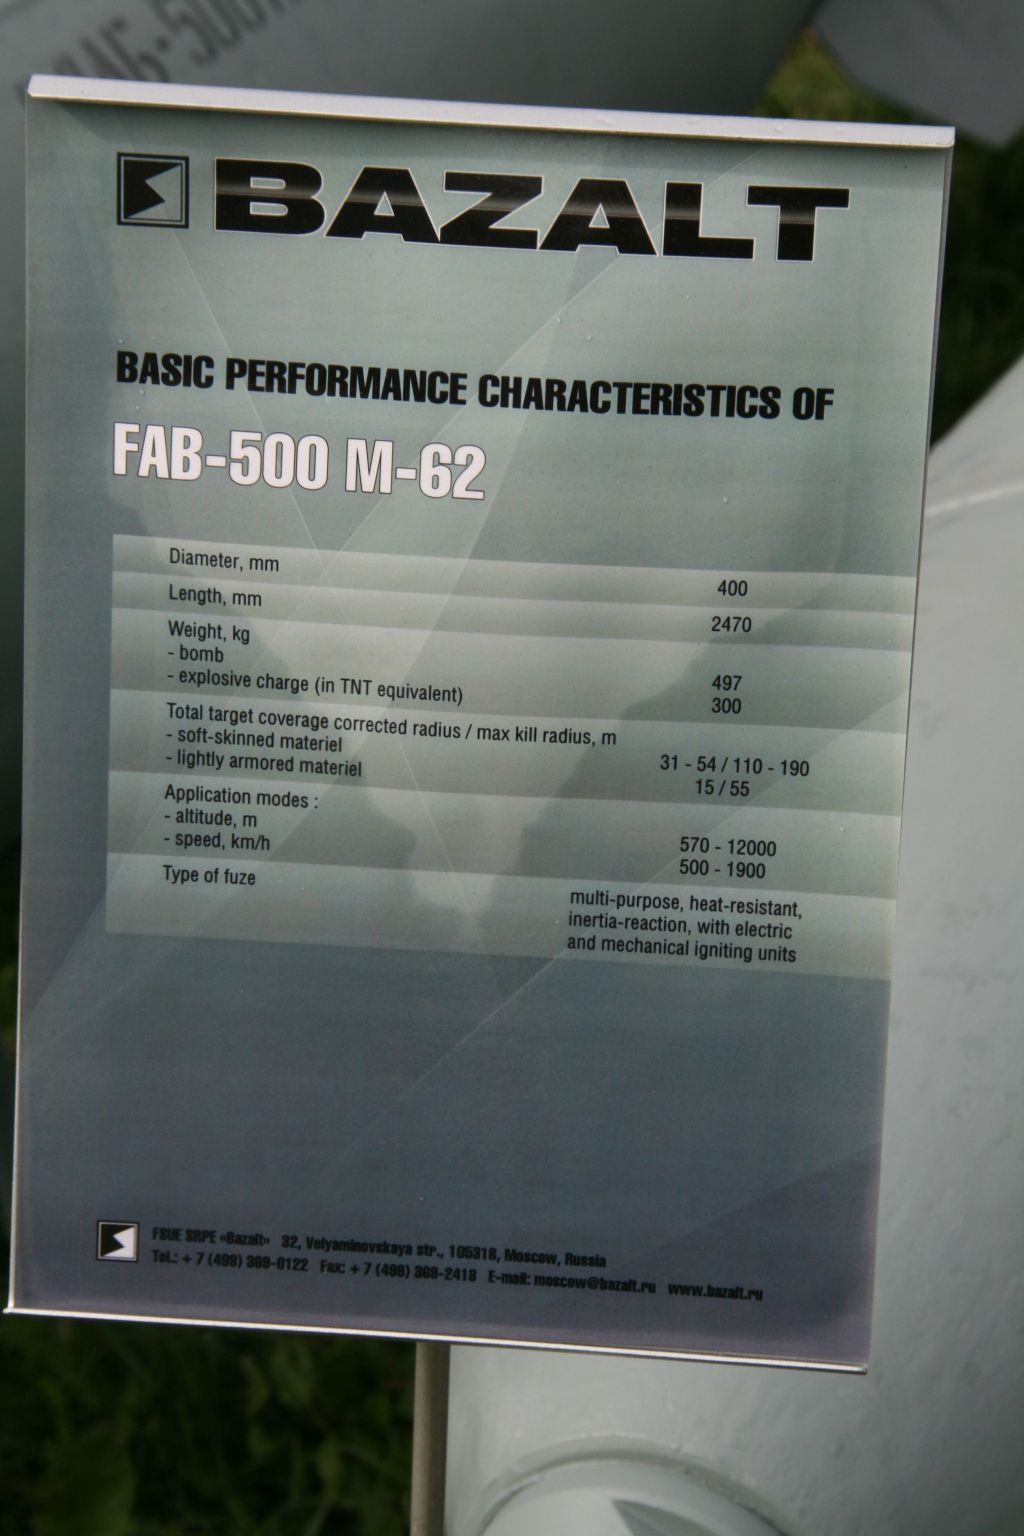 BAZALT
BASIC PERFORMANCE CHARACTERISTICS OF
FAB-500 M-62
Diameter, mm 400
Length, mm 2470
Weight, kg
- bomb 497
- explosive charge (in TNT equivalent) 300
Total target coverage corrected radius / max kill radius, m
- soft-skinned materiel 31 - 54 / 110 - 190
- lightly armored materiel 15 / 55
Application modes :
- altitude, m 570 - 12000
- speed, km/h 500 - 1900
Type of fuze multi-purpose, heat-resistant,
inertia-reaction, with electric
and mechanical igniting units
FSUE SRPE «Bazalt» 32, Velyaminovskaya str., 105318, Moscow, Russia
Tel.: + 7 (499) 369-0122 Fax: + 7 (499) 369-2418 E-mail: moscow@bazalt.ru www.bazalt.ru